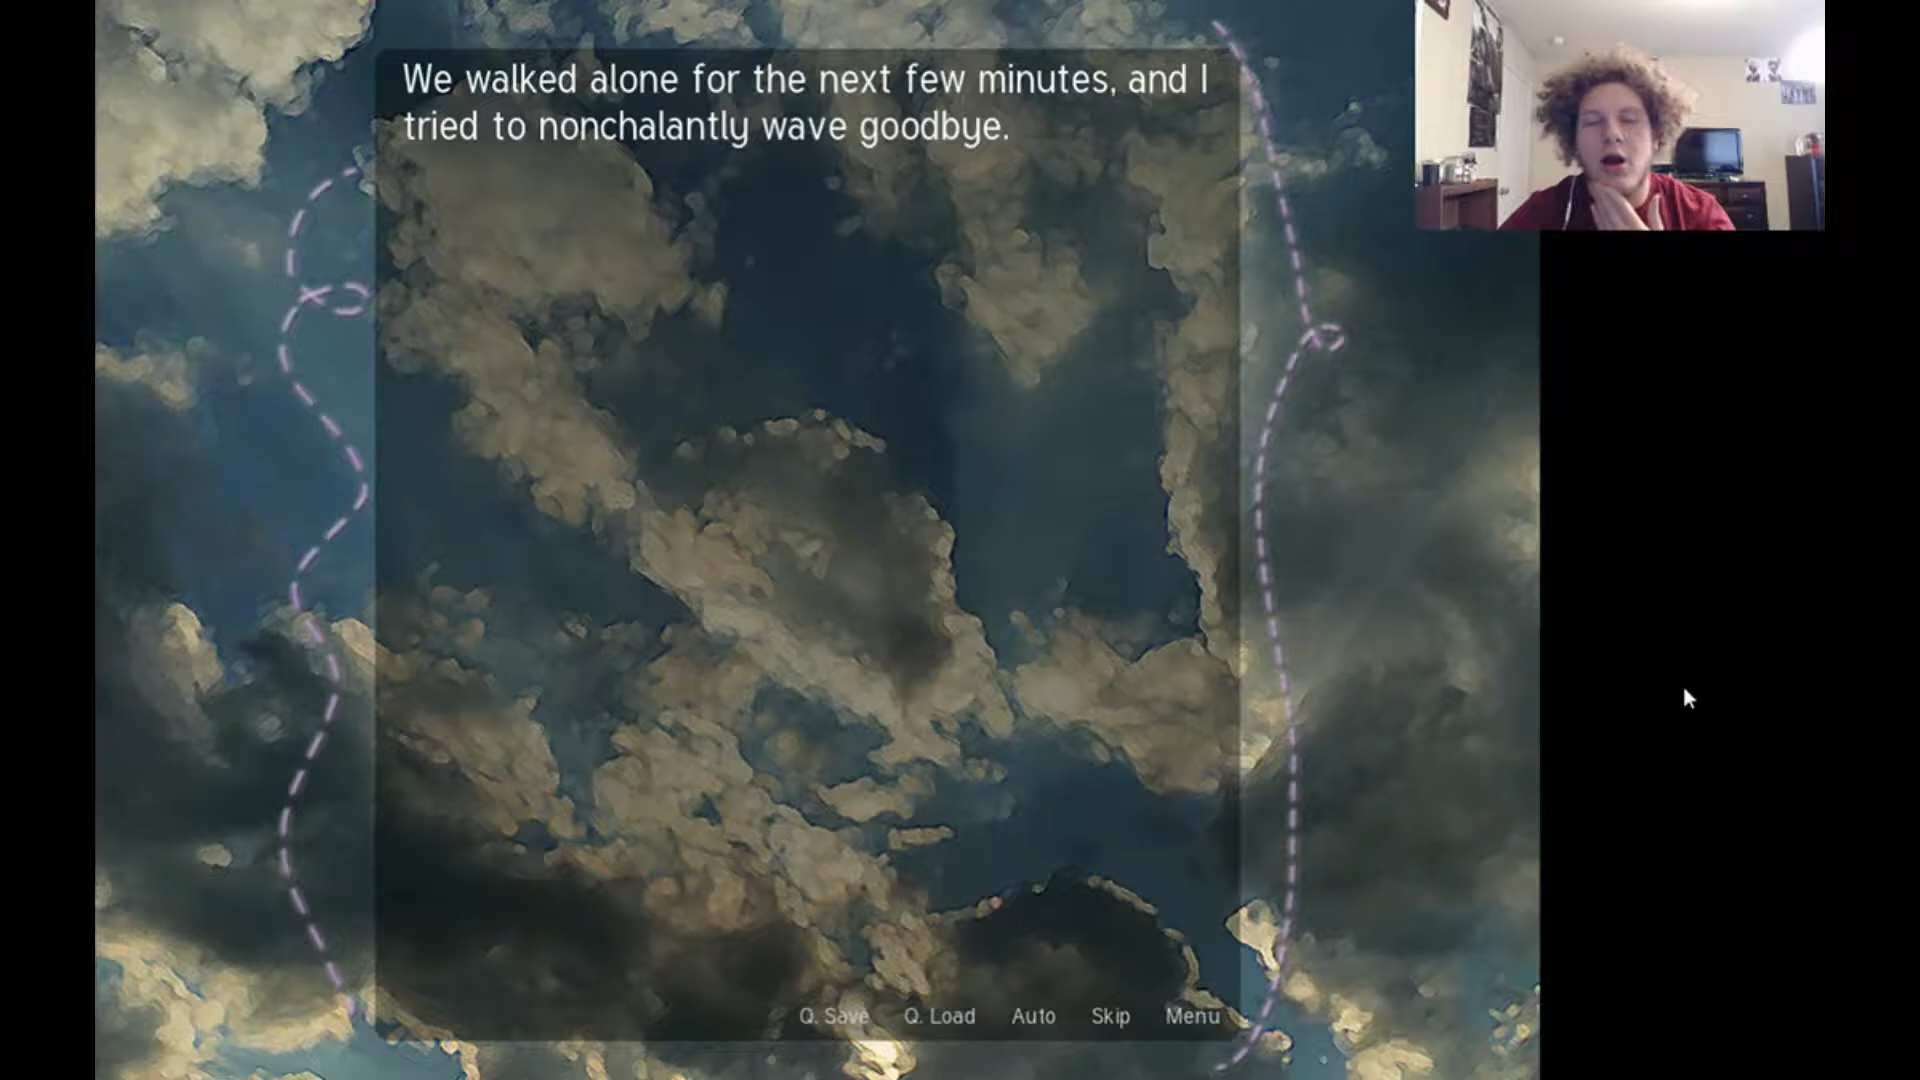 We walked alone for the next few minutes, and I
tried to nonchalantly wave goodbye.
Q. Save Q. Load Auto Skip Menu